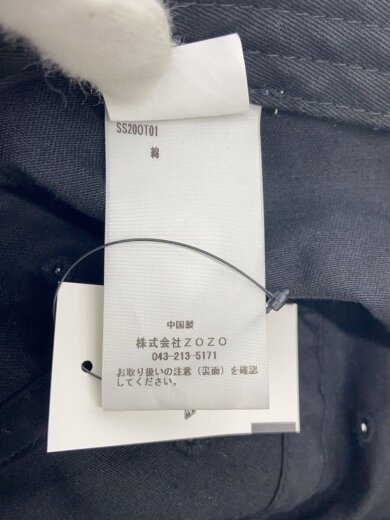 SS20OT01
綿
中国製
株式会社ZOZO
043-213-5171
お取り扱いの注意(裏面)を確認
してください。